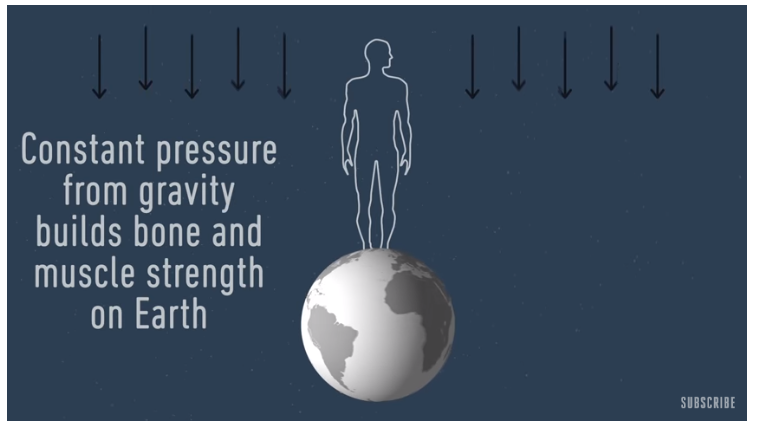 Constant pressure
from gravity
builds bone and
muscle strength
on Earth
SUBSCRIBE